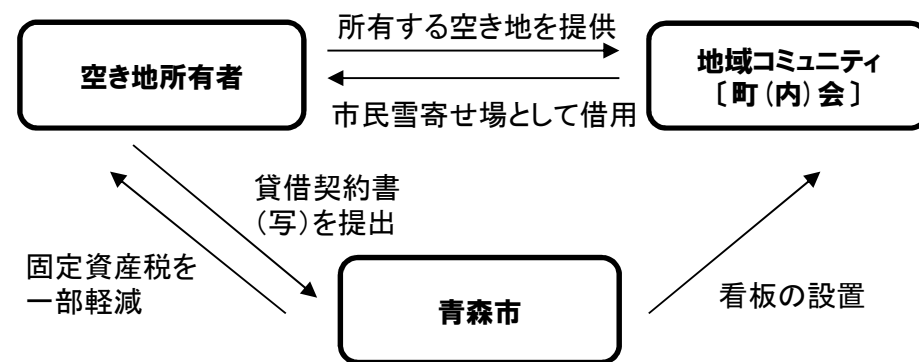 所有する空き地を提供
空き地所有者
地域コミュニティ
〔町(内)会〕
市民雪寄せ場として借用
貸借契約書
(写)を提出
固定資産税を
一部軽減
青森市
看板の設置